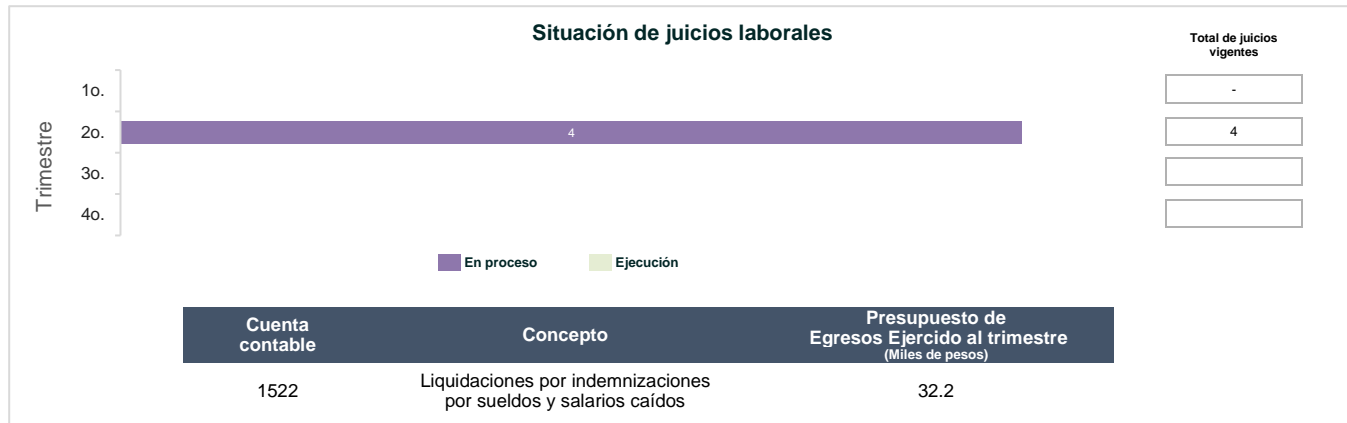 Situación de juicios laborales
Total de juicios
vigentes
Trimestre
1o.
-
2o.
4
4
3o.
4o.
En proceso
Ejecución
Cuenta
contable
Concepto
Presupuesto de
Egresos Ejercido al trimestre
(Miles de pesos)
1522
Liquidaciones por indemnizaciones
por sueldos y salarios caídos
32.2